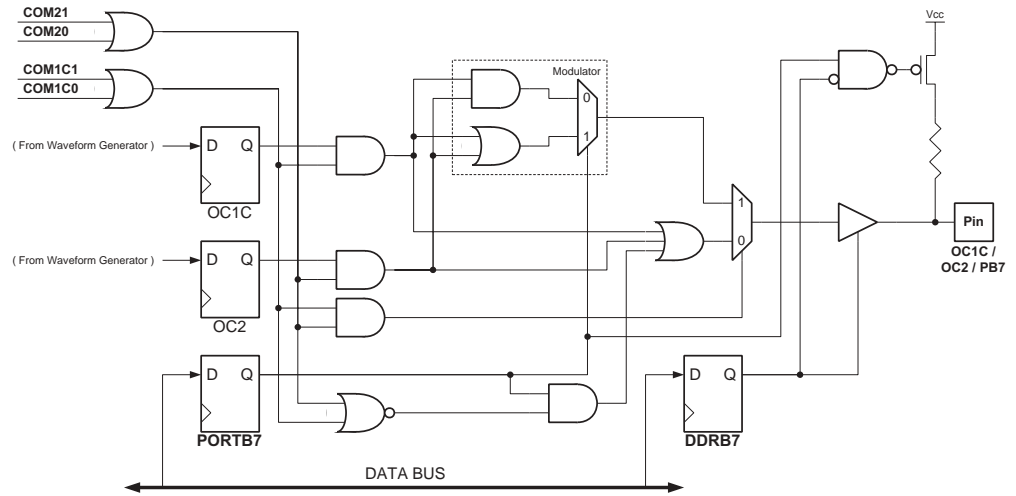 COM21
COM20
Vcc
COM1C1
COM1C0
Modulator
0
1
( From Waveform Generator )
D Q
OC1C
1
0
Pin
OC1C /
OC2 / PB7
( From Waveform Generator )
D Q
OC2
D Q
PORTB7
D Q
DDRB7
DATA BUS